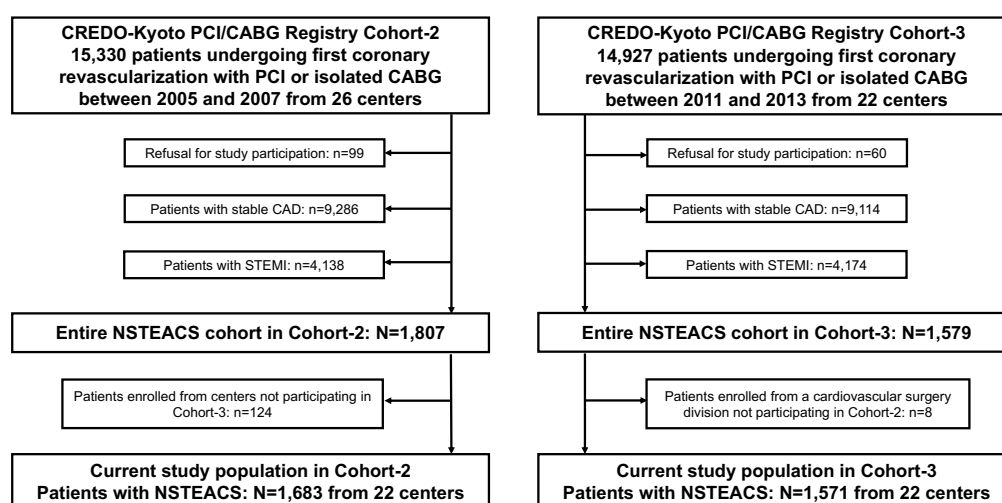 CREDO-Kyoto PCI/CABG Registry Cohort-2
15,330 patients undergoing first coronary
revascularization with PCI or isolated CABG
between 2005 and 2007 from 26 centers
Refusal for study participation: n=99
Patients with stable CAD: n=9,286
Patients with STEMI: n=4,138
Entire NSTEACS cohort in Cohort-2: N=1,807
Patients enrolled from centers not participating in
Cohort-3: n=124
Current study population in Cohort-2
Patients with NSTEACS: N=1,683 from 22 centers
CREDO-Kyoto PCI/CABG Registry Cohort-3
14,927 patients undergoing first coronary
revascularization with PCI or isolated CABG
between 2011 and 2013 from 22 centers
Refusal for study participation: n=60
Patients with stable CAD: n=9,114
Patients with STEMI: n=4,174
Entire NSTEACS cohort in Cohort-3: N=1,579
Patients enrolled from a cardiovascular surgery
division not participating in Cohort-2: n=8
Current study population in Cohort-3
Patients with NSTEACS: N=1,571 from 22 centers